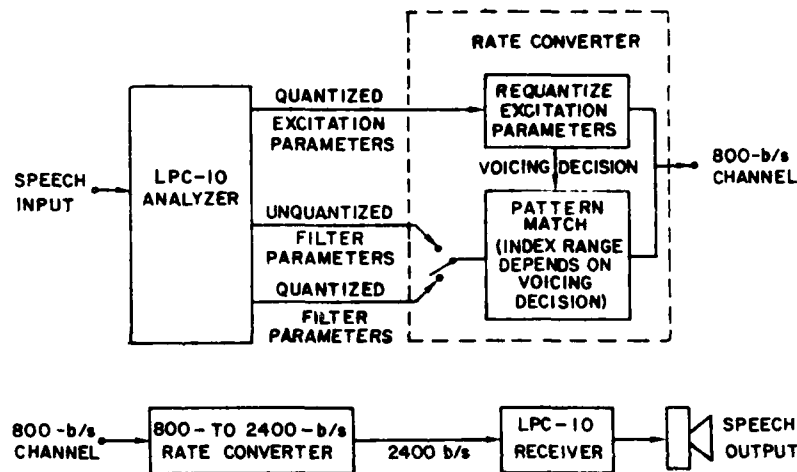 RATE CONVERTER
QUANTIZED
EXCITATION
PARAMETERS
REQUANTIZE
EXCITATION
PARAMETERS
LPC-10
ANALYZER
SPEECH
INPUT
VOICING DECISION
800-b/s
CHANNEL
UNQUANTIZED
FILTER
PARAMETERS
PATTERN
MATCH
(INDEX RANGE
DEPENDS ON
VOICING
DECISION)
QUANTIZED
FILTER
PARAMETERS
800-b/s
CHANNEL
800-TO 2400-b/s
RATE CONVERTER
2400 b/s
LPC-10
RECEIVER
SPEECH
OUTPUT